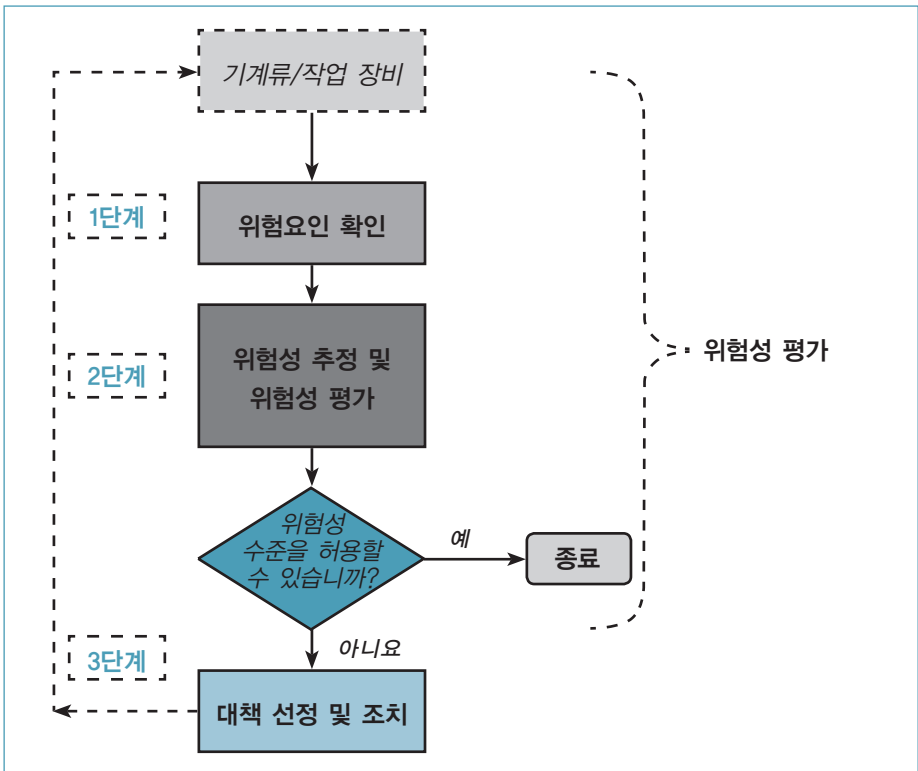 기계류/작업 장비
1단계
위험요인 확인
2단계
위험성 추정 및
위험성 평가
위험성 평가
위험성
수준을 허용할
수 있습니까?
예
종료
아니요
3단계
대책 선정 및 조치